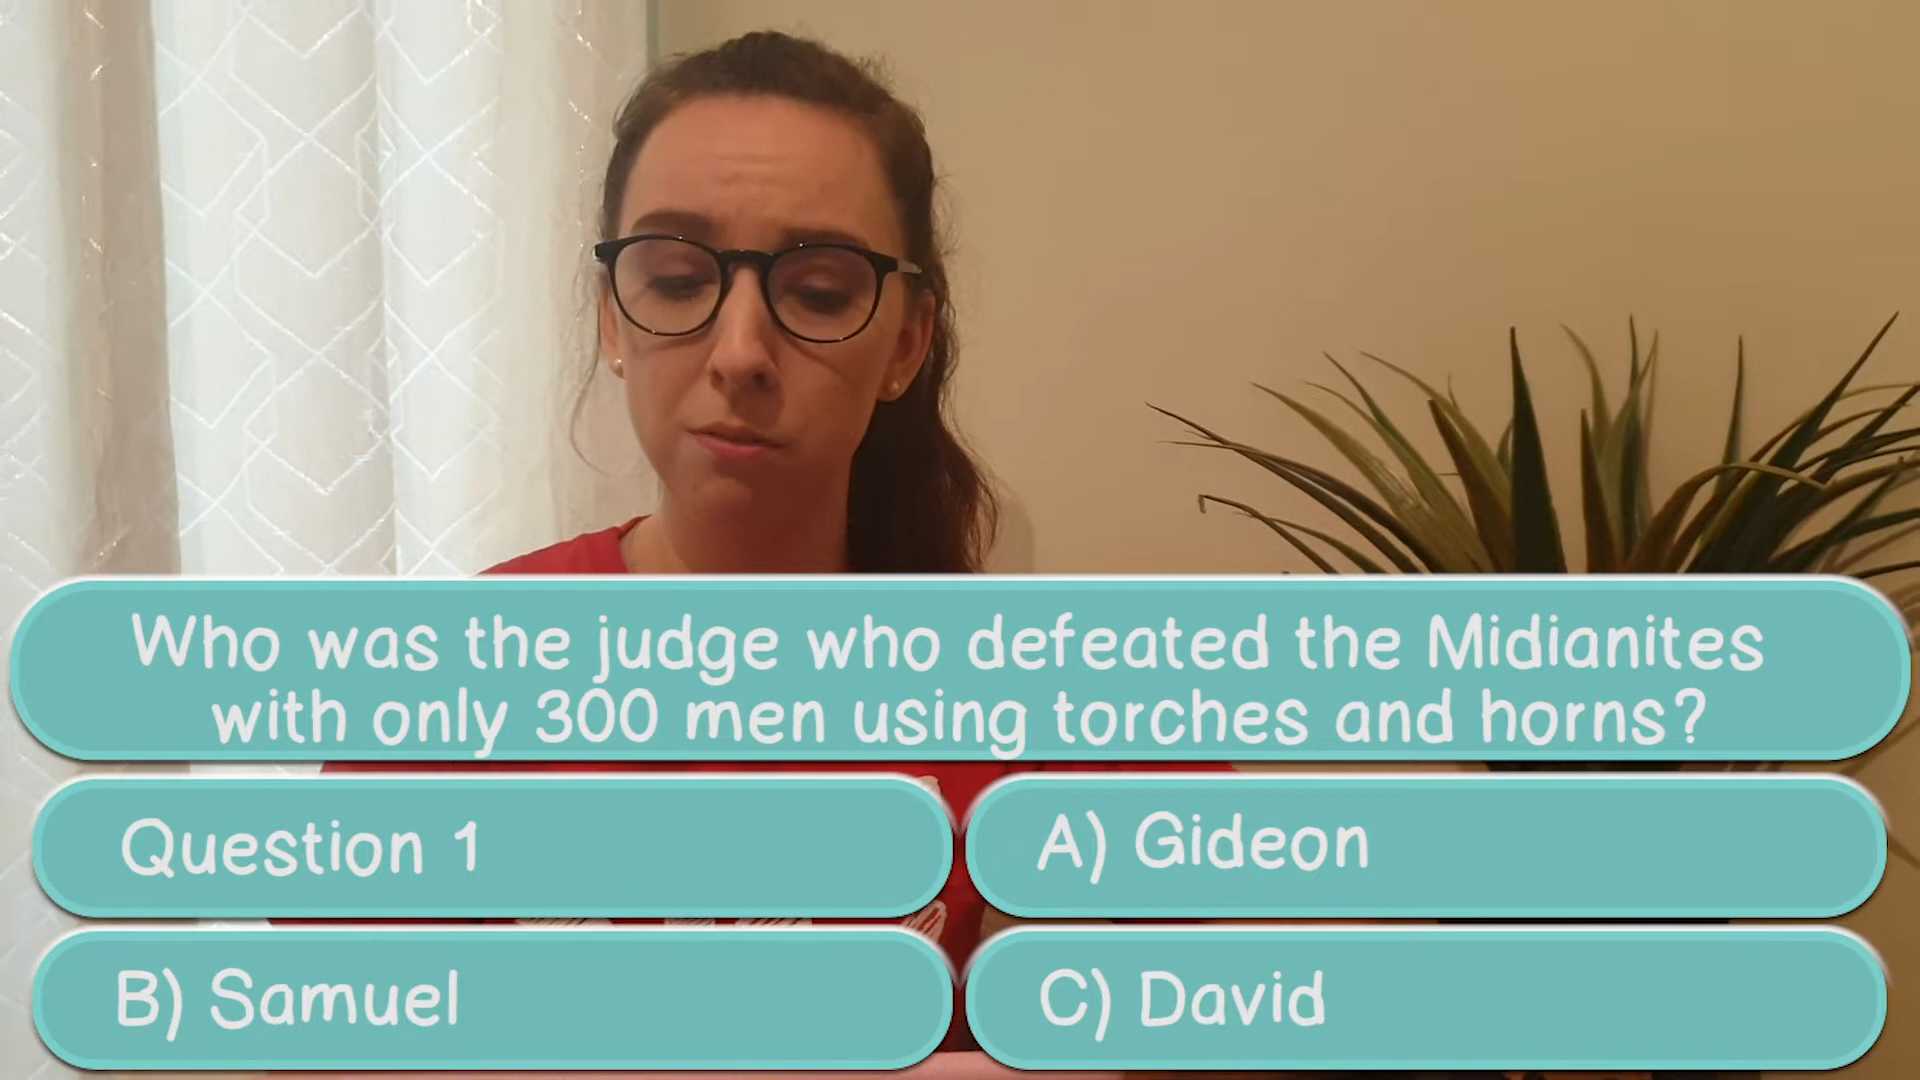 Who was the judge who defeated the Midianites
with only 300 men using torches and horns?
Question 1
A) Gideon
B) Samuel
C) David